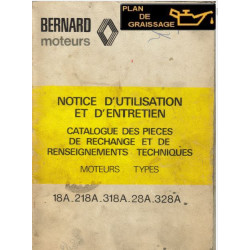 BERNARD
moteurs
PLAN
DE
GRAISSAGE
NOTICE D'UTILISATION
ET D'ENTRETIEN
CATALOGUE DES PIECES
DE RECHANGE ET DE
RENSEIGNEMENTS TECHNIQUES
MOTEURS TYPES
18A.218A.318A.28A.328A